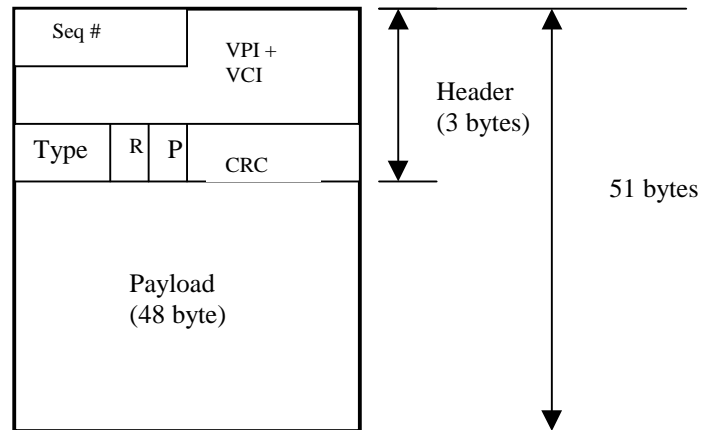 Seq #
VPI +
VCI
Type
R
P
CRC
Header
(3 bytes)
51 bytes
Payload
(48 byte)